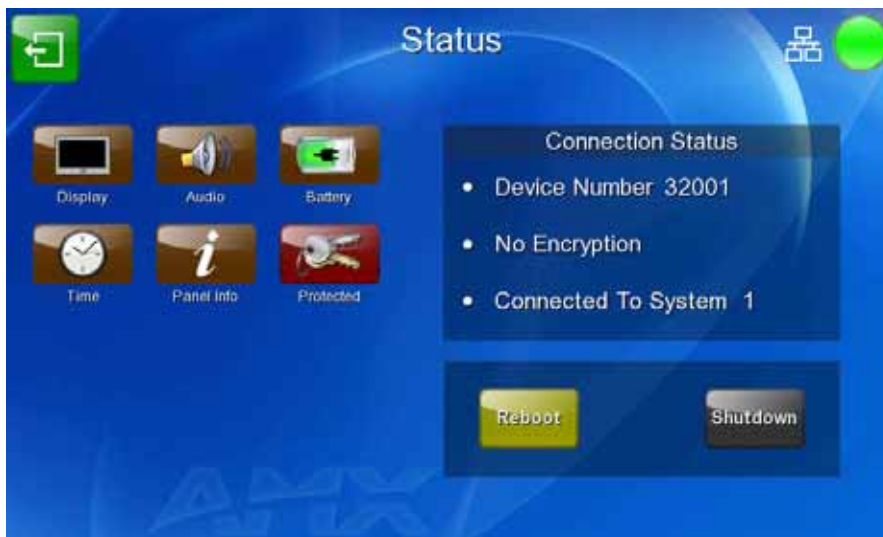 Status
Display Audio Battery
Time Panel Info Protected
Connection Status
• Device Number 32001
• No Encryption
• Connected To System 1
Reboot Shutdown
AMX